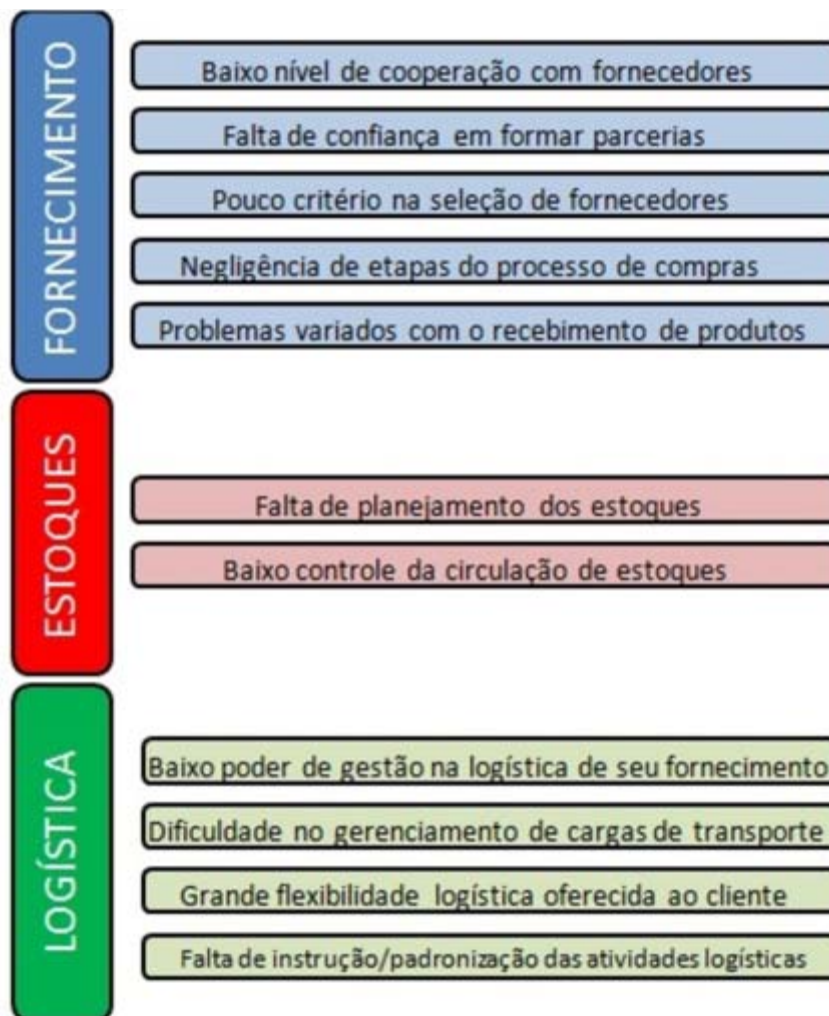 FORNECIMENTO
Baixo nível de cooperação com fornecedores
Falta de confiança em formar parcerias
Pouco critério na seleção de fornecedores
Negligência de etapas do processo de compras
Problemas variados com o recebimento de produtos
ESTOQUES
Falta de planejamento dos estoques
Baixo controle da circulação de estoques
LOGÍSTICA
Baixo poder de gestão na logística de seu fornecimento
Dificuldade no gerenciamento de cargas de transporte
Grande flexibilidade logística oferecida ao cliente
Falta de instrução/padronização das atividades logísticas